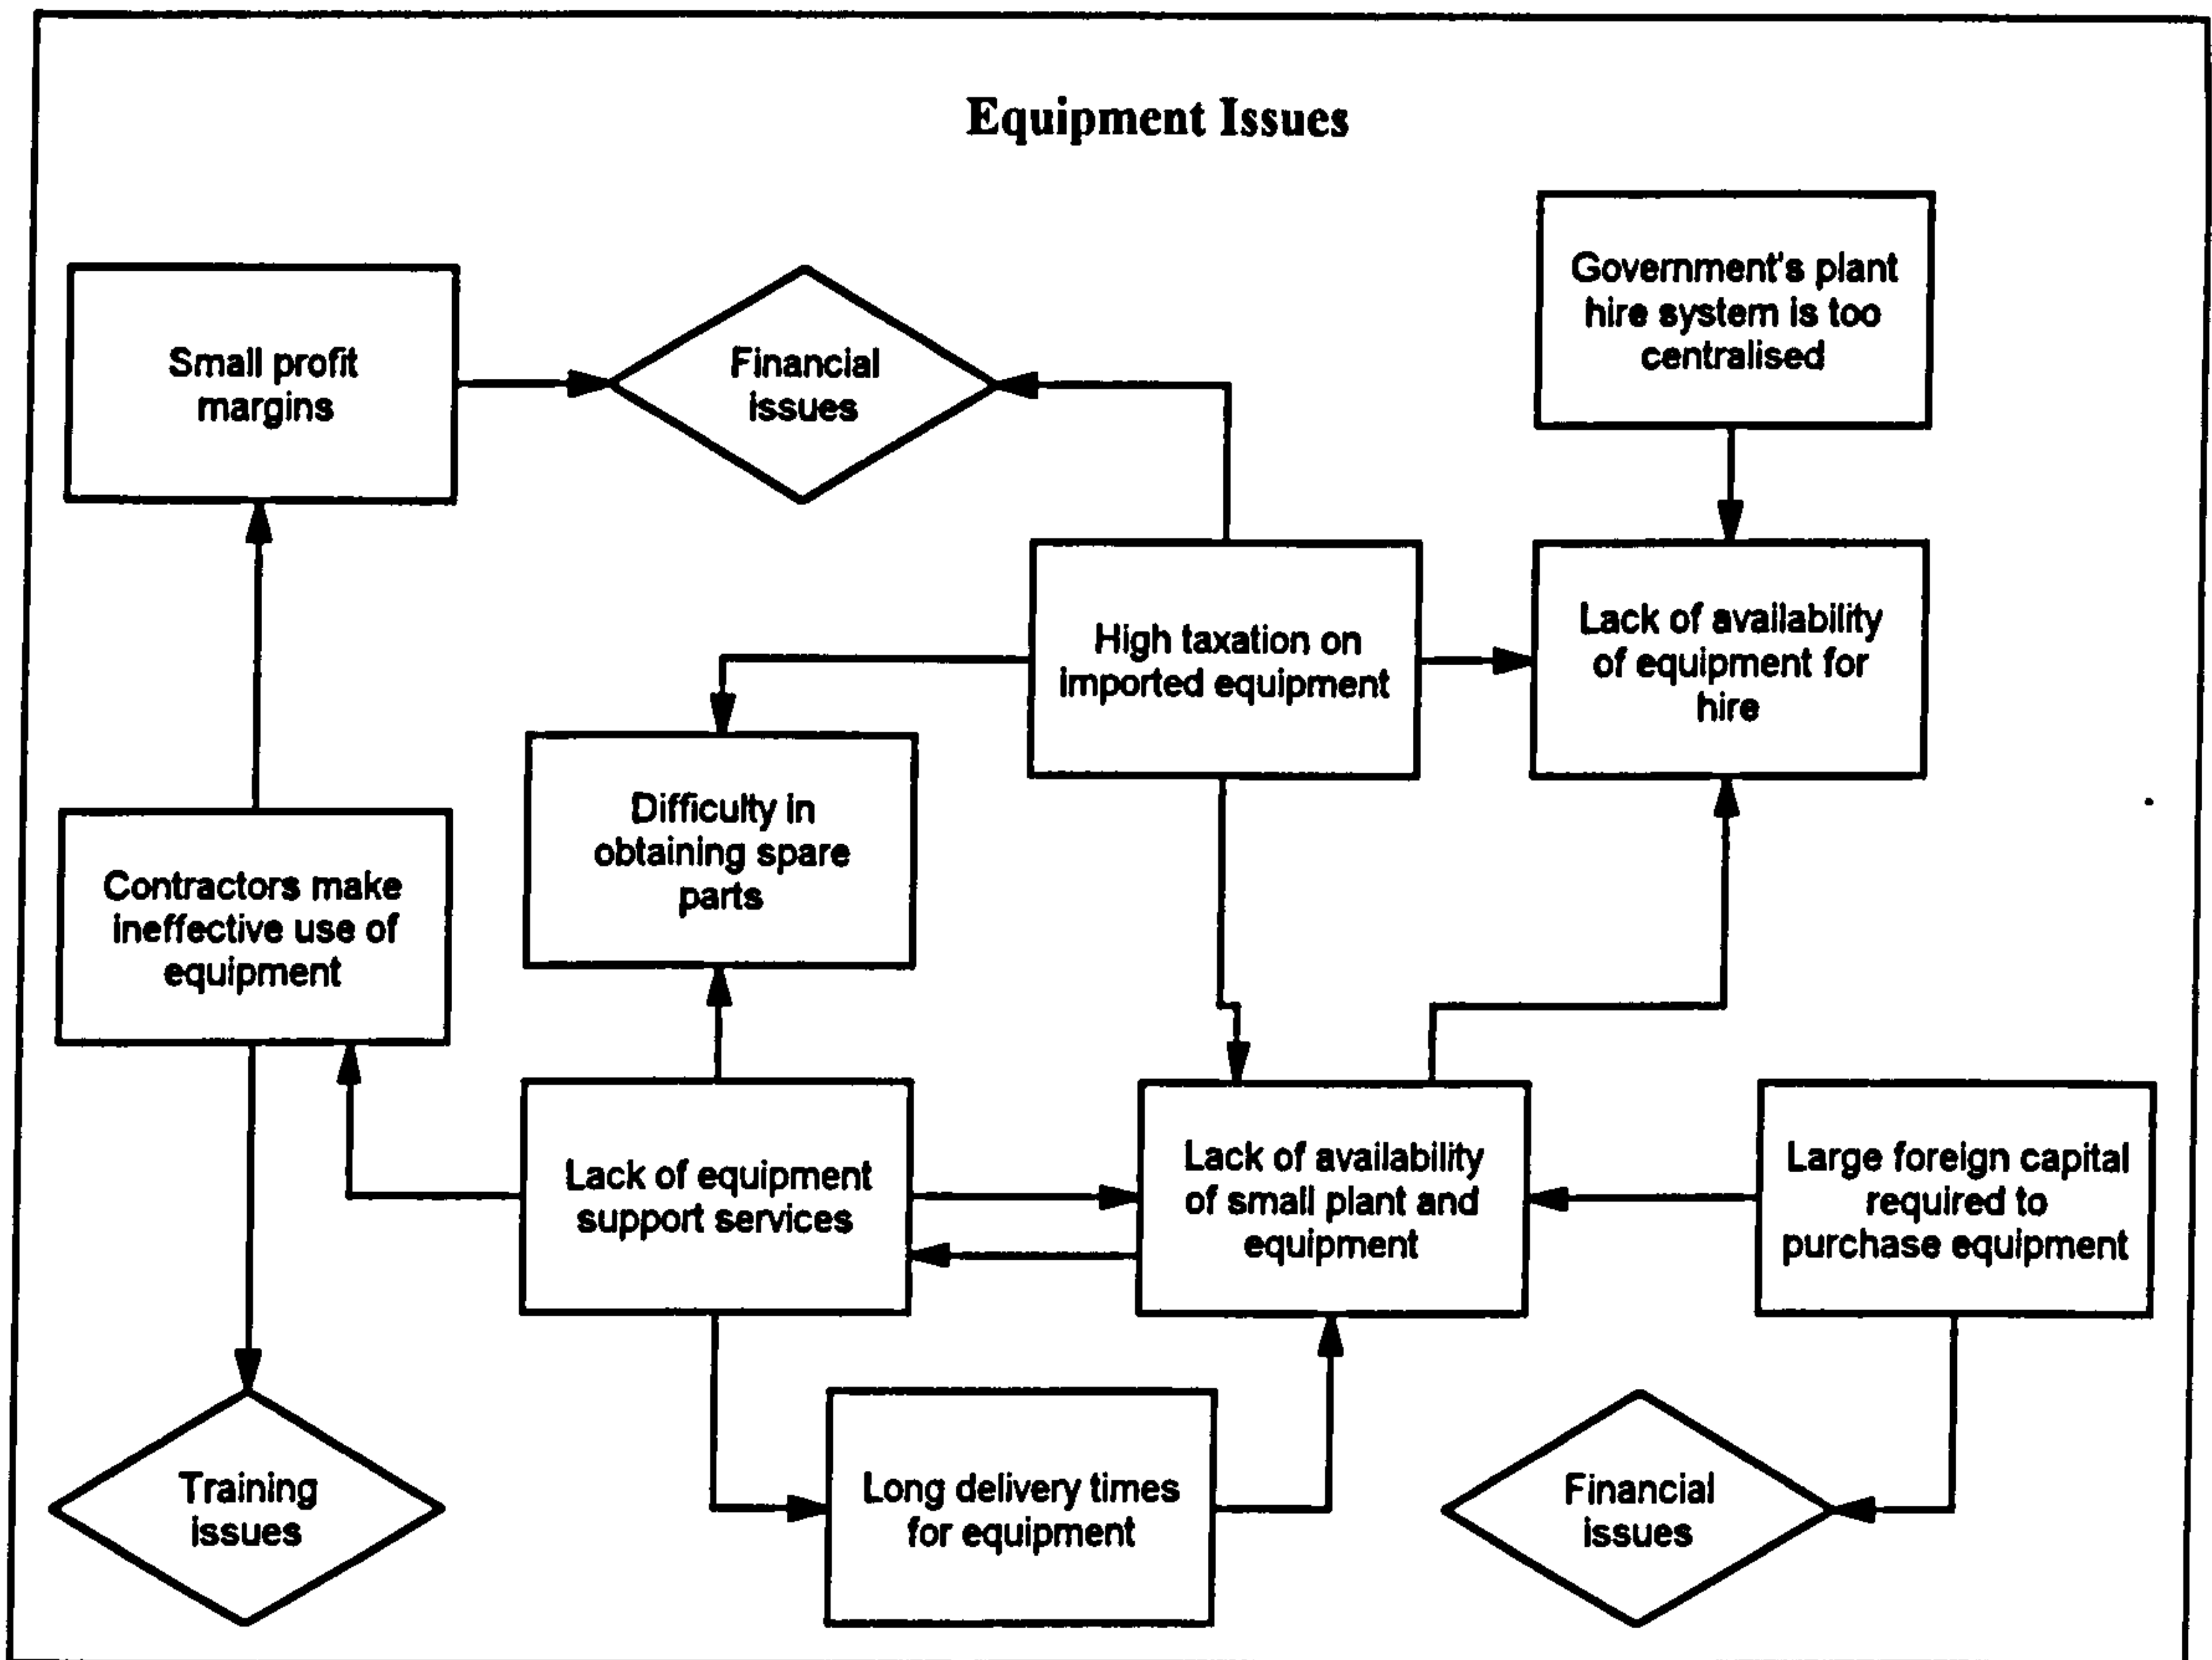 Equipment Issues
Government's plant
hire system is too
centralised
Small profit
margins
Financial
issues
High taxation on
imported equipment
Lack of availability
of equipment for
hire
Difficulty in
obtaining spare
parts
Contractors make
ineffective use of
equipment
Lack of equipment
support services
Lack of availability
of small plant and
equipment
Large foreign capital
required to
purchase equipment
Training
issues
Long delivery times
for equipment
Financial
issues